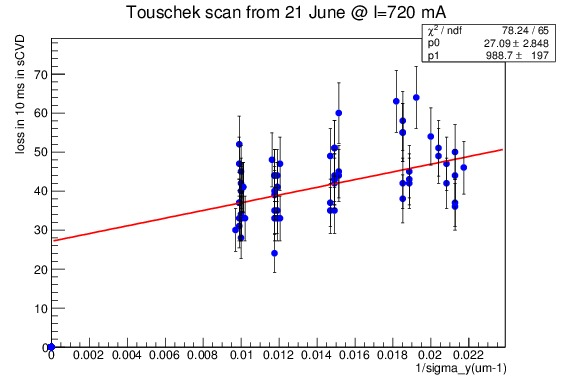 Touschek scan from 21 June @ I=720 mA
χ² / ndf 78.24 / 65
p0 27.09 ± 2.848
p1 988.7 ± 197
loss in 10 ms in sCVD
70
60
50
40
30
20
10
0
0 0.002 0.004 0.006 0.008 0.01 0.012 0.014 0.016 0.018 0.02 0.022
1/sigma_y(um-1)